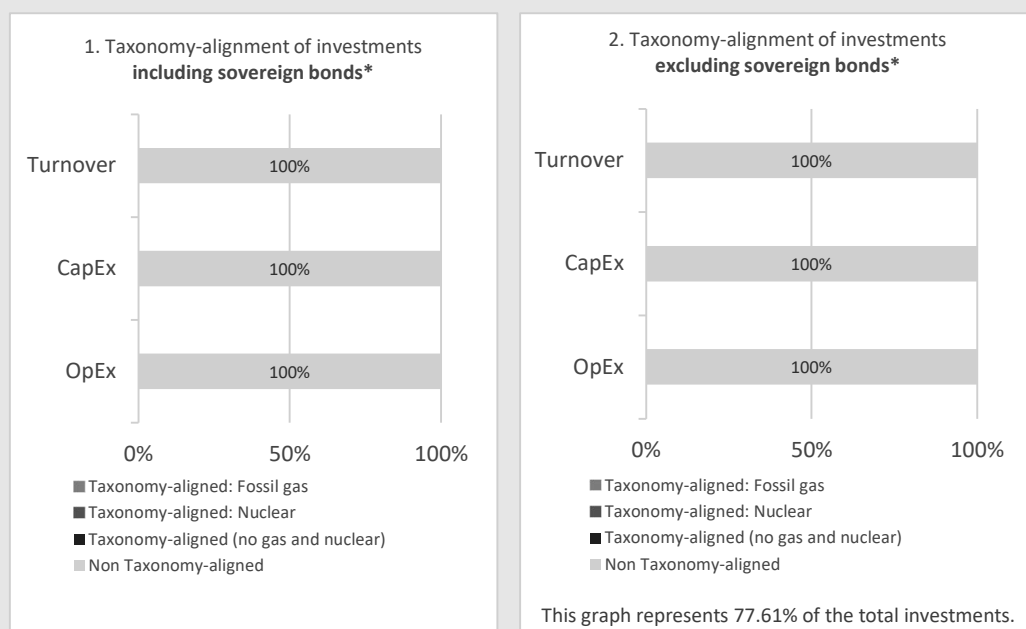 1. Taxonomy-alignment of investments
including sovereign bonds*
Turnover
100%
CapEx
100%
OpEx
100%
0%
50%
100%
Taxonomy-aligned: Fossil gas
Taxonomy-aligned: Nuclear
Taxonomy-aligned (no gas and nuclear)
Non Taxonomy-aligned
2. Taxonomy-alignment of investments
excluding sovereign bonds*
Turnover
100%
CapEx
100%
OpEx
100%
0%
50%
100%
Taxonomy-aligned: Fossil gas
Taxonomy-aligned: Nuclear
Taxonomy-aligned (no gas and nuclear)
Non Taxonomy-aligned
This graph represents 77.61% of the total investments.